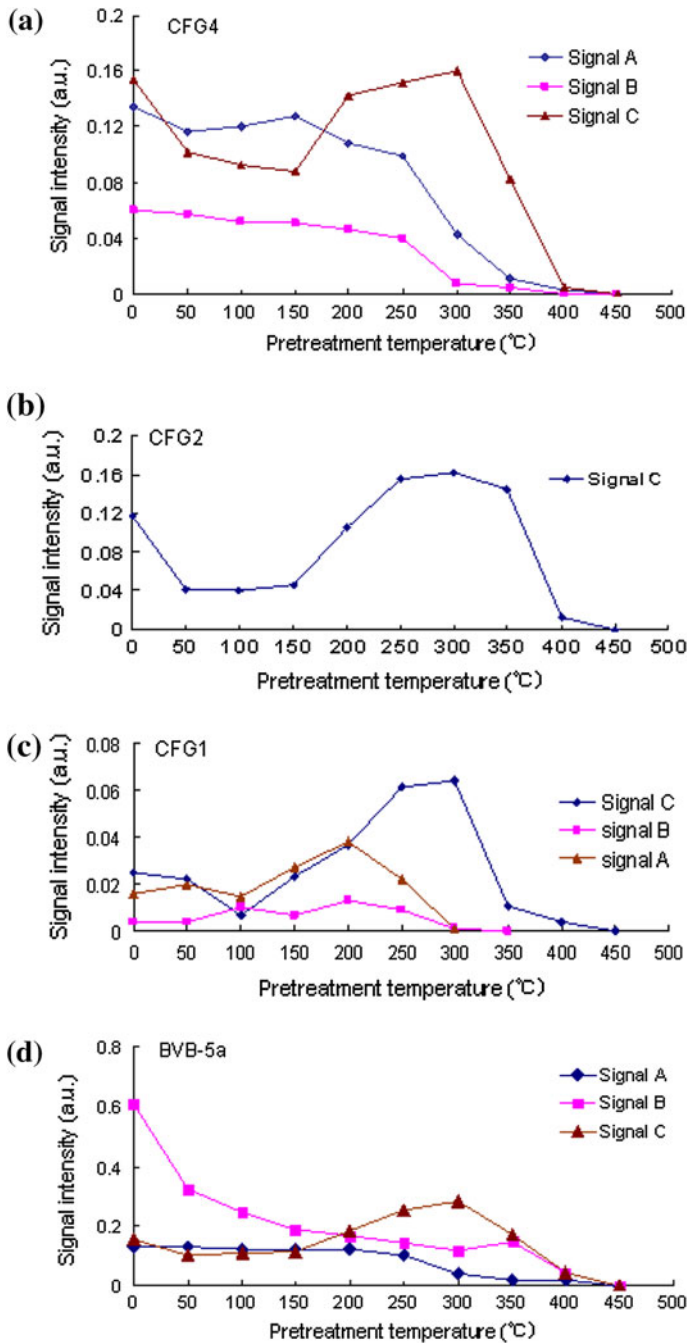 (a)
CFG4
Signal intensity (a.u.)
0.2
0.16
0.12
0.08
0.04
0
Signal A
Signal B
Signal C
0 50 100 150 200 250 300 350 400 450 500
Pretreatment temperature (°C)
(b)
CFG2
Signal intensity (a.u.)
0.2
0.16
0.12
0.08
0.04
0
Signal C
0 50 100 150 200 250 300 350 400 450 500
Pretreatment temperature (°C)
(c)
CFG1
Signal intensity (a.u.)
0.08
0.06
0.04
0.02
0
Signal C
signal B
signal A
0 50 100 150 200 250 300 350 400 450 500
Pretreatment temperature (°C)
(d)
BVB-5a
Signal intensity (a.u.)
0.8
0.6
0.4
0.2
0
Signal A
Signal B
Signal C
0 50 100 150 200 250 300 350 400 450 500
Pretreatment temperature (°C)